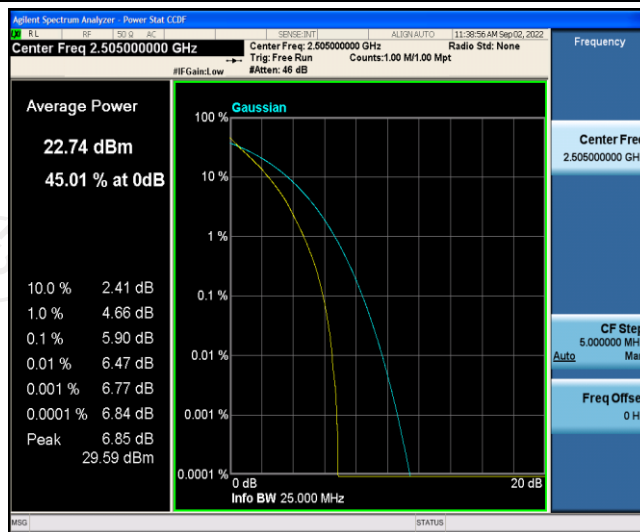 Agilent Spectrum Analyzer - Power Stat CCDF
RL RF 50 Ω AC SENSE:INT ALIGNAUTO 11:38:56 AM Sep 02, 2022
Center Freq 2.505000000 GHz
Center Freq: 2.505000000 GHz Radio Std: None
Trig: Free Run Counts:1.00 M/1.00 Mpt
#IFGain:Low #Atten: 46 dB
Frequency
Average Power
22.74 dBm
45.01 % at 0dB
10.0 % 2.41 dB
1.0 % 4.66 dB
0.1 % 5.90 dB
0.01 % 6.47 dB
0.001 % 6.77 dB
0.0001 % 6.84 dB
Peak 6.85 dB
29.59 dBm
Gaussian
100 %
10 %
1 %
0.1 %
0.01 %
0.001 %
0.0001 %
0 dB 20 dB
Info BW 25.000 MHz
Center Freq
2.505000000 GH
CF Step
5.000000 MH
Auto Ma
Freq Offse
0 H
MSG STATUS